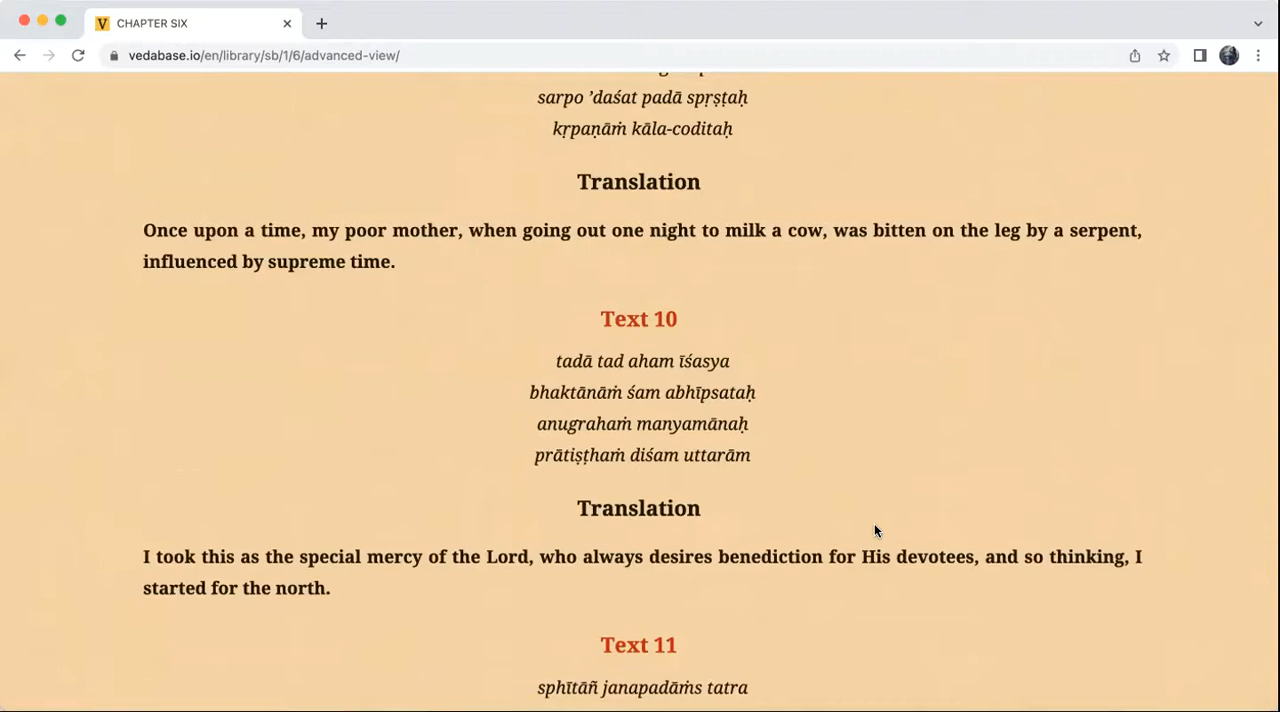 CHAPTER SIX
vedabase.io/en/library/sb/1/6/advanced-view/
sarpo ’daśat padā spṛṣṭaḥ
kṛpaṇāṁ kāla-coditaḥ
Translation
Once upon a time, my poor mother, when going out one night to milk a cow, was bitten on the leg by a serpent,
influenced by supreme time.
Text 10
tadā tad aham īśasya
bhaktānāṁ śam abhīpsataḥ
anugrahaṁ manyamānaḥ
prātiṣṭhaṁ diśam uttarām
Translation
I took this as the special mercy of the Lord, who always desires benediction for His devotees, and so thinking, I
started for the north.
Text 11
sphītāñ janapadāṁs tatra